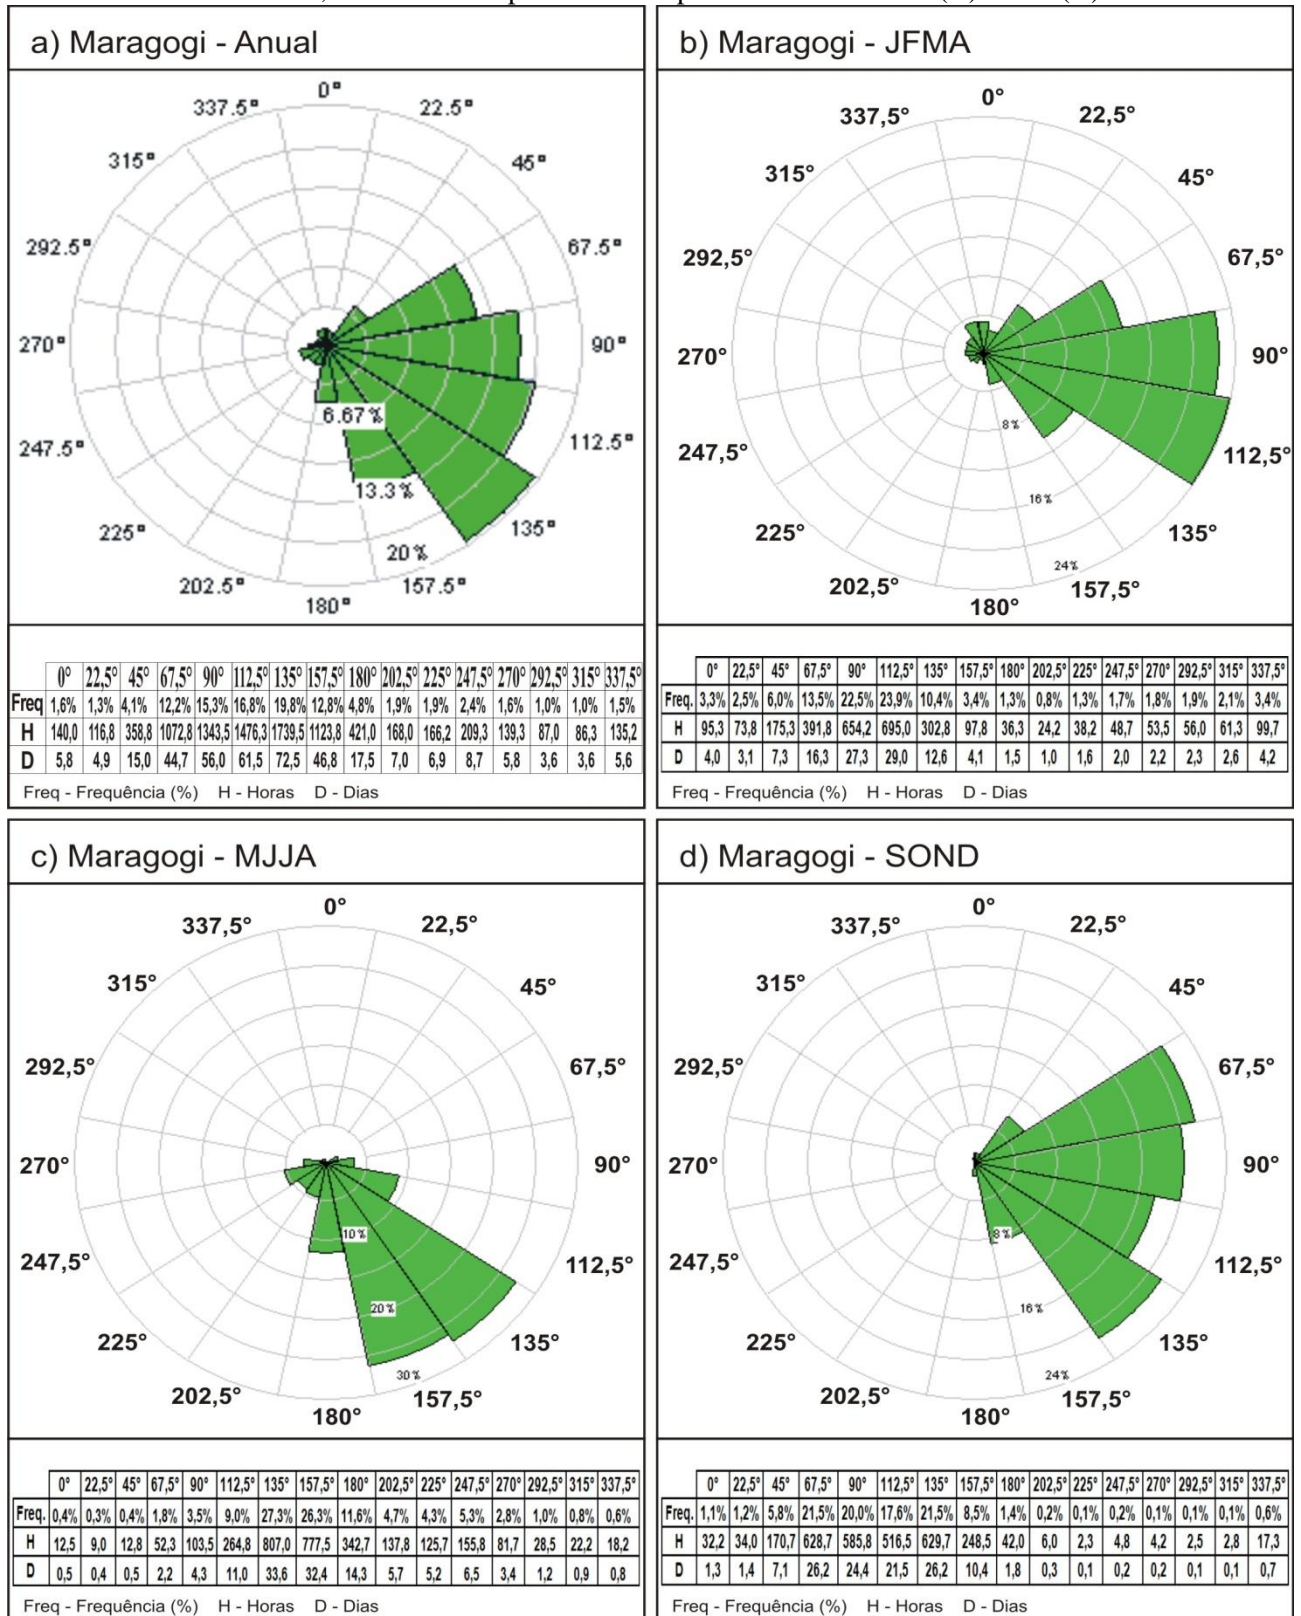 a) Maragogi - Anual
0°
337.5° 22.5°
315° 45°
292.5° 67.5°
270° 90°
247.5° 112.5°
225° 135°
202.5° 157.5°
180°
6.67%
13.3%
20%
0° 22,5° 45° 67,5° 90° 112,5° 135° 157,5° 180° 202,5° 225° 247,5° 270° 292,5° 315° 337,5°
Freq 1,6% 1,3% 4,1% 12,2% 15,3% 16,8% 19,8% 12,8% 4,8% 1,9% 1,9% 2,4% 1,6% 1,0% 1,0% 1,5%
H 140,0 116,8 358,8 1072,8 1343,5 1476,3 1739,5 1123,8 421,0 168,0 166,2 209,3 139,3 87,0 86,3 135,2
D 5,8 4,9 15,0 44,7 56,0 61,5 72,5 46,8 17,5 7,0 6,9 8,7 5,8 3,6 3,6 5,6
Freq - Frequência (%) H - Horas D - Dias
b) Maragogi - JFMA
0°
337,5° 22,5°
315° 45°
292,5° 67,5°
270° 90°
247,5° 112,5°
225° 135°
202,5° 157,5°
180°
8%
16%
24%
0° 22,5° 45° 67,5° 90° 112,5° 135° 157,5° 180° 202,5° 225° 247,5° 270° 292,5° 315° 337,5°
Freq. 3,3% 2,5% 6,0% 13,5% 22,5% 23,9% 10,4% 3,4% 1,3% 0,8% 1,3% 1,7% 1,8% 1,9% 2,1% 3,4%
H 95,3 73,8 175,3 391,8 654,2 695,0 302,8 97,8 36,3 24,2 38,2 48,7 53,5 56,0 61,3 99,7
D 4,0 3,1 7,3 16,3 27,3 29,0 12,6 4,1 1,5 1,0 1,6 2,0 2,2 2,3 2,6 4,2
Freq - Frequência (%) H - Horas D - Dias
c) Maragogi - MJJA
0°
337,5° 22,5°
315° 45°
292,5° 67,5°
270° 90°
247,5° 112,5°
225° 135°
202,5° 157,5°
180°
10%
20%
30%
0° 22,5° 45° 67,5° 90° 112,5° 135° 157,5° 180° 202,5° 225° 247,5° 270° 292,5° 315° 337,5°
Freq. 0,4% 0,3% 0,4% 1,8% 3,5% 9,0% 27,3% 26,3% 11,6% 4,7% 4,3% 5,3% 2,8% 1,0% 0,8% 0,6%
H 12,5 9,0 12,8 52,3 103,5 264,8 807,0 777,5 342,7 137,8 125,7 155,8 81,7 28,5 22,2 18,2
D 0,5 0,4 0,5 2,2 4,3 11,0 33,6 32,4 14,3 5,7 5,2 6,5 3,4 1,2 0,9 0,8
Freq - Frequência (%) H - Horas D - Dias
d) Maragogi - SOND
0°
337,5° 22,5°
315° 45°
292,5° 67,5°
270° 90°
247,5° 112,5°
225° 135°
202,5° 157,5°
180°
8%
16%
24%
0° 22,5° 45° 67,5° 90° 112,5° 135° 157,5° 180° 202,5° 225° 247,5° 270° 292,5° 315° 337,5°
Freq. 1,1% 1,2% 5,8% 21,5% 20,0% 17,6% 21,5% 8,5% 1,4% 0,2% 0,1% 0,2% 0,1% 0,1% 0,1% 0,6%
H 32,2 34,0 170,7 628,7 585,8 516,5 629,7 248,5 42,0 6,0 2,3 4,8 4,2 2,5 2,8 17,3
D 1,3 1,4 7,1 26,2 24,4 21,5 26,2 10,4 1,8 0,3 0,1 0,2 0,2 0,1 0,1 0,7
Freq - Frequência (%) H - Horas D - Dias